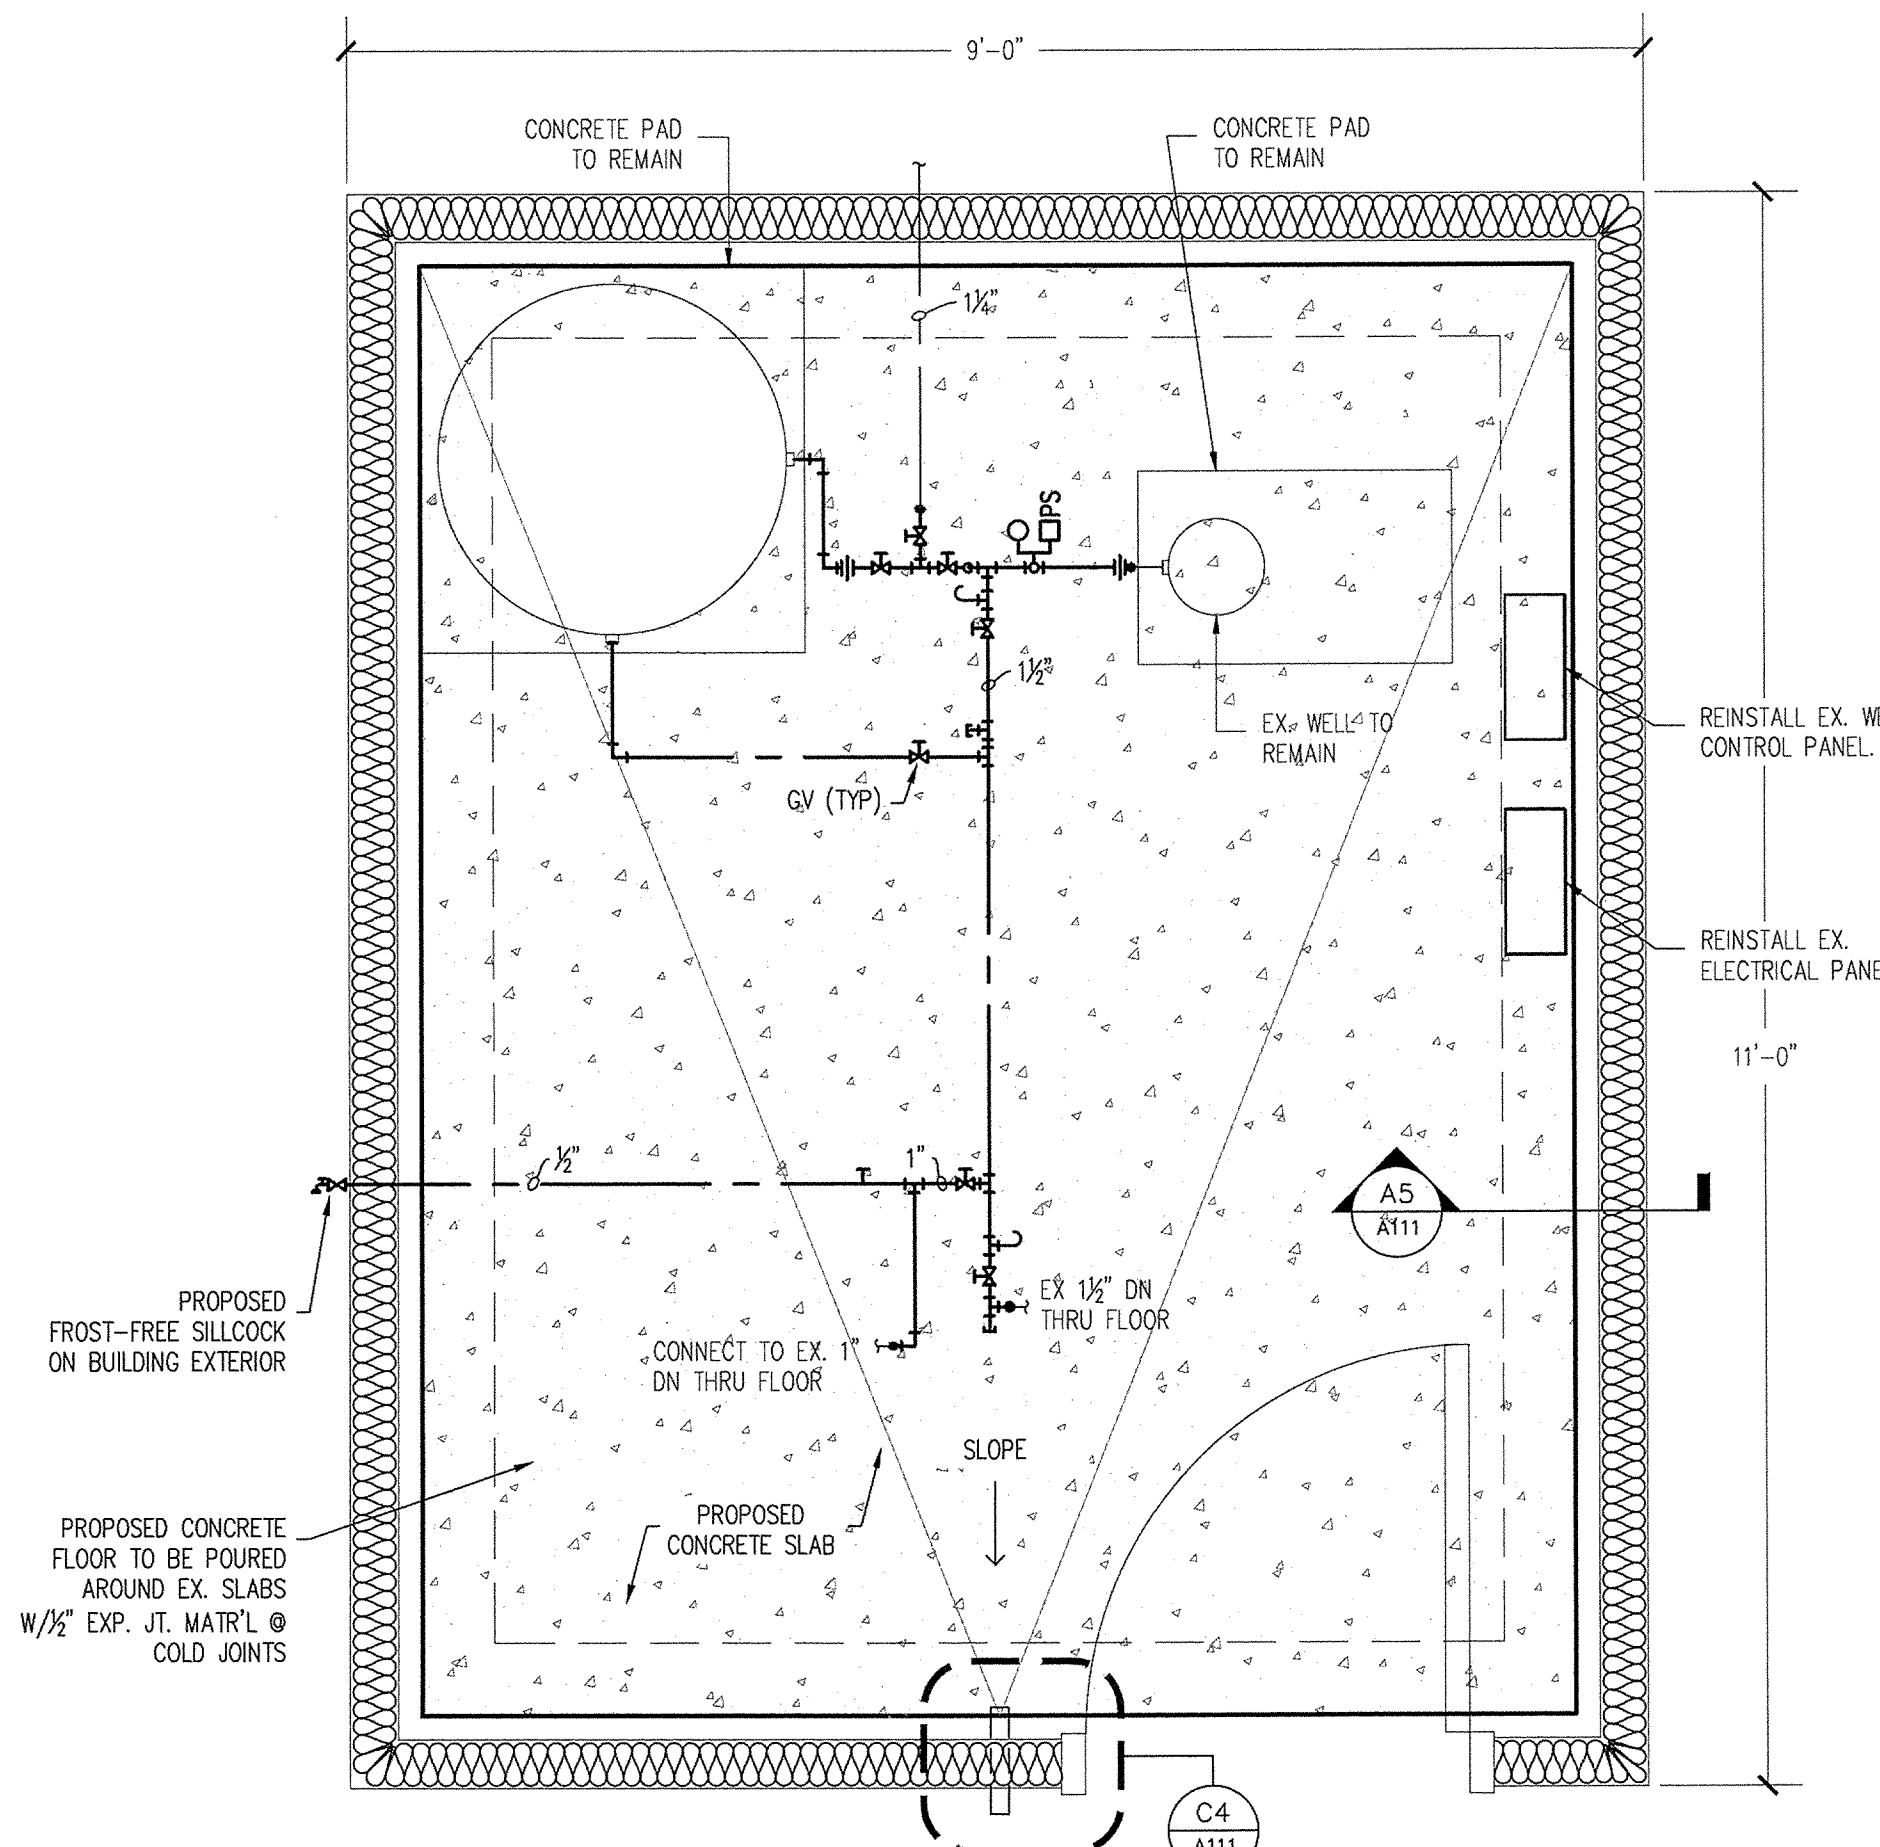 9'-0"
CONCRETE PAD
TO REMAIN
CONCRETE PAD
TO REMAIN
1¼"
PS
1½"
EX. WELL TO
REMAIN
REINSTALL EX.
CONTROL PANEL.
GV (TYP)
REINSTALL EX.
ELECTRICAL
11'-0"
½"
1"
A5
A111
PROPOSED
FROST-FREE SILLCOCK
ON BUILDING EXTERIOR
EX 1½" DN
THRU FLOOR
CONNECT TO EX. 1"
DN THRU FLOOR
SLOPE
PROPOSED
CONCRETE SLAB
PROPOSED CONCRETE
FLOOR TO BE POURED
AROUND EX. SLABS
W/½" EXP. JT. MATR'L @
COLD JOINTS
C4
A111